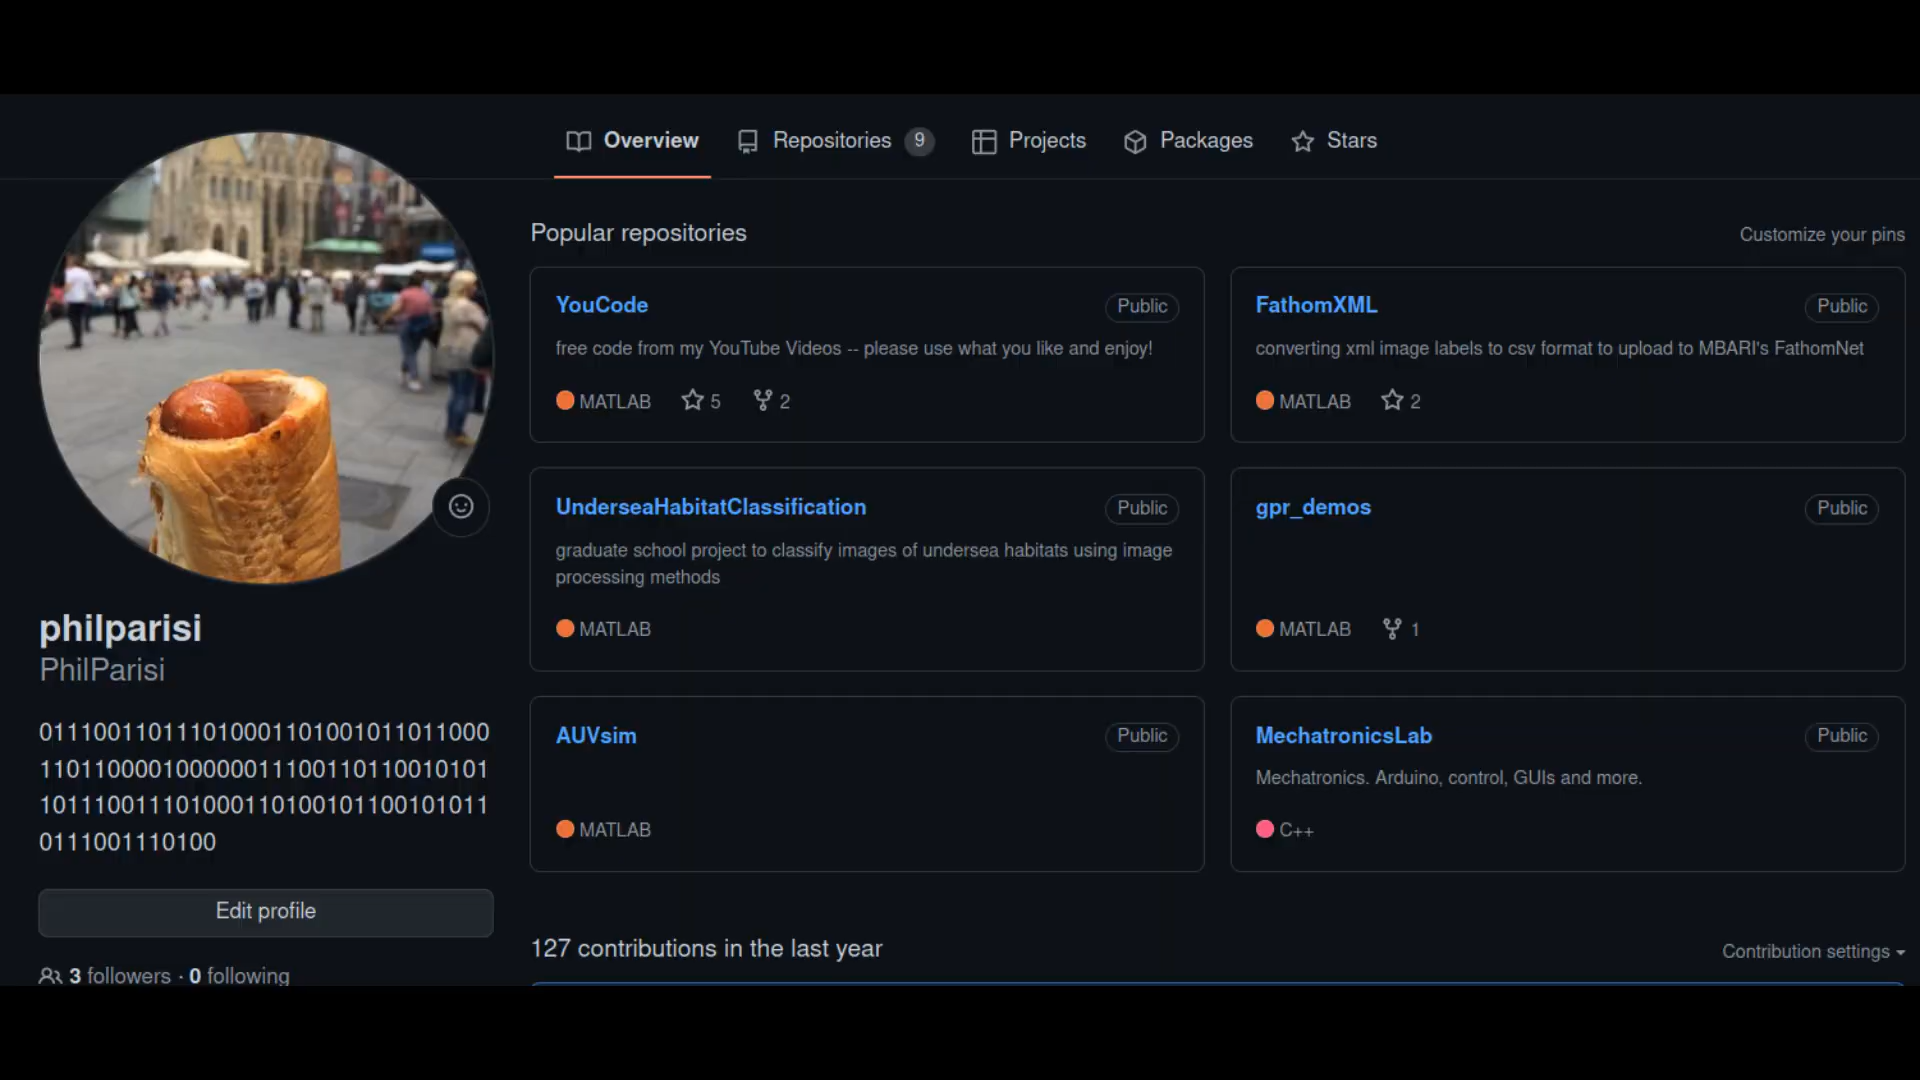 Overview
Repositories 9
Projects
Packages
Stars
Popular repositories
Customize your pins
YouCode
Public
free code from my YouTube Videos -- please use what you like and enjoy!
MATLAB 5 2
FathomXML
Public
converting xml image labels to csv format to upload to MBARI's FathomNet
MATLAB 2
UnderseaHabitatClassification
Public
graduate school project to classify images of undersea habitats using image
processing methods
MATLAB
gpr_demos
Public
MATLAB 1
AUVsim
Public
MATLAB
MechatronicsLab
Public
Mechatronics. Arduino, control, GUIs and more.
C++
philparisi
PhilParisi
011100110111010001101001011011000
110110000100000011100110110010101
101110011101000110100101100101011
0111001110100
Edit profile
3 followers · 0 following
127 contributions in the last year
Contribution settings